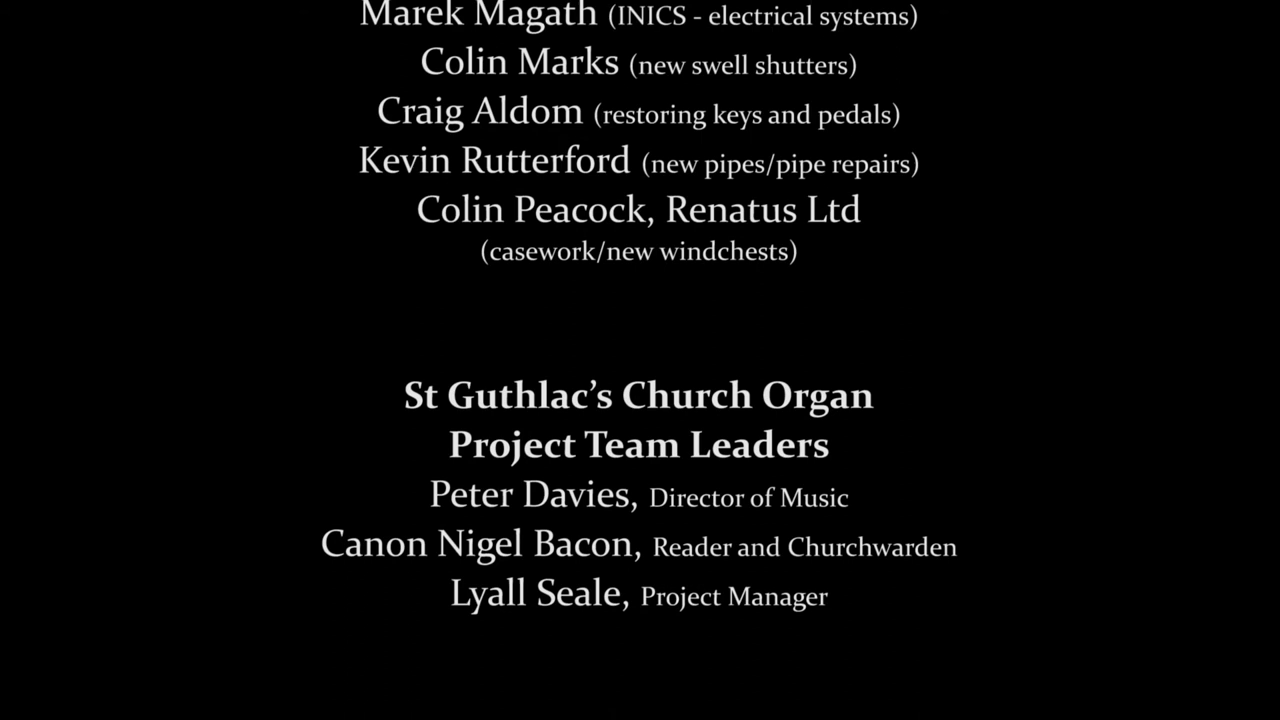 Marek Magath (INICS - electrical systems)
Colin Marks (new swell shutters)
Craig Aldom (restoring keys and pedals)
Kevin Rutterford (new pipes/pipe repairs)
Colin Peacock, Renatus Ltd
(casework/new windchests)
St Guthlac’s Church Organ
Project Team Leaders
Peter Davies, Director of Music
Canon Nigel Bacon, Reader and Churchwarden
Lyall Seale, Project Manager